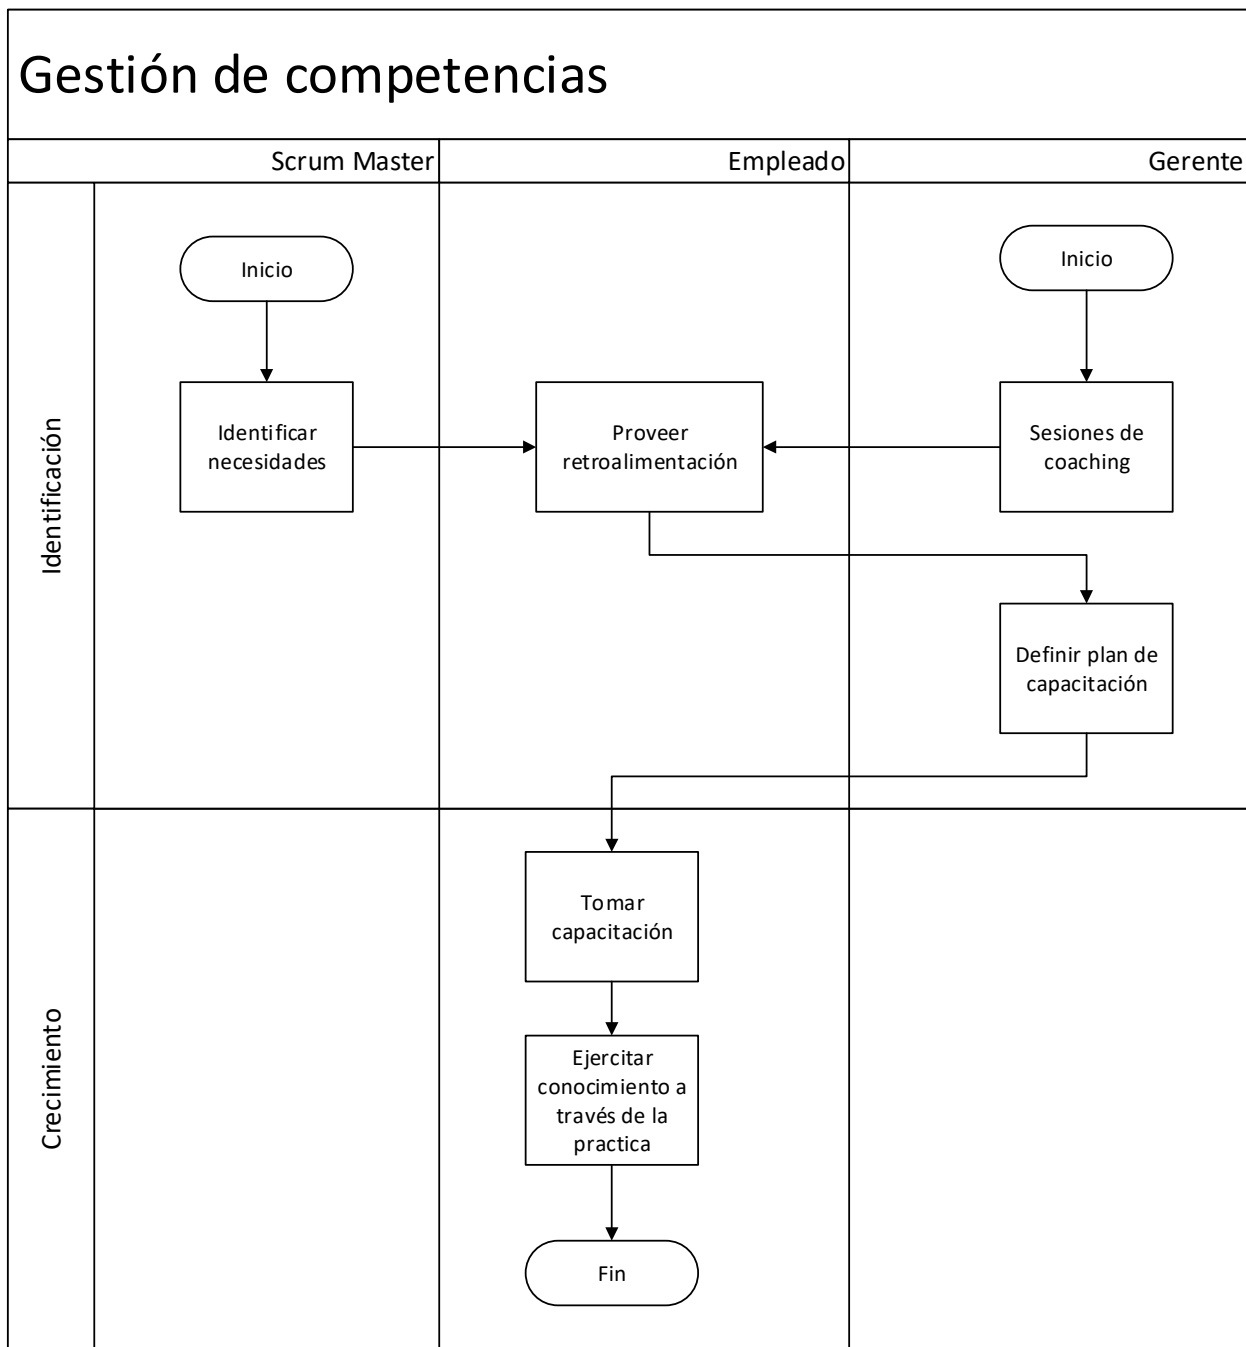 Gestión de competencias
Scrum Master
Empleado
Gerente
Identificación
Inicio
Inicio
Identificar
necesidades
Proveer
retroalimentación
Sesiones de
coaching
Definir plan de
capacitación
Crecimiento
Tomar
capacitación
Ejercitar
conocimiento a
través de la
practica
Fin